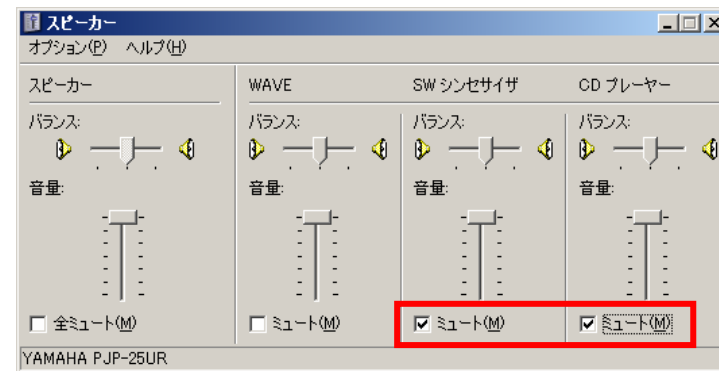 スピーカー
オプション(P) ヘルプ(H)
スピーカー WAVE SW シンセサイザ CD プレーヤー
バランス: バランス: バランス: バランス:
音量: 音量: 音量: 音量:
全ミュート(M) ミュート(M) ミュート(M) ミュート(M)
YAMAHA PJP-25UR